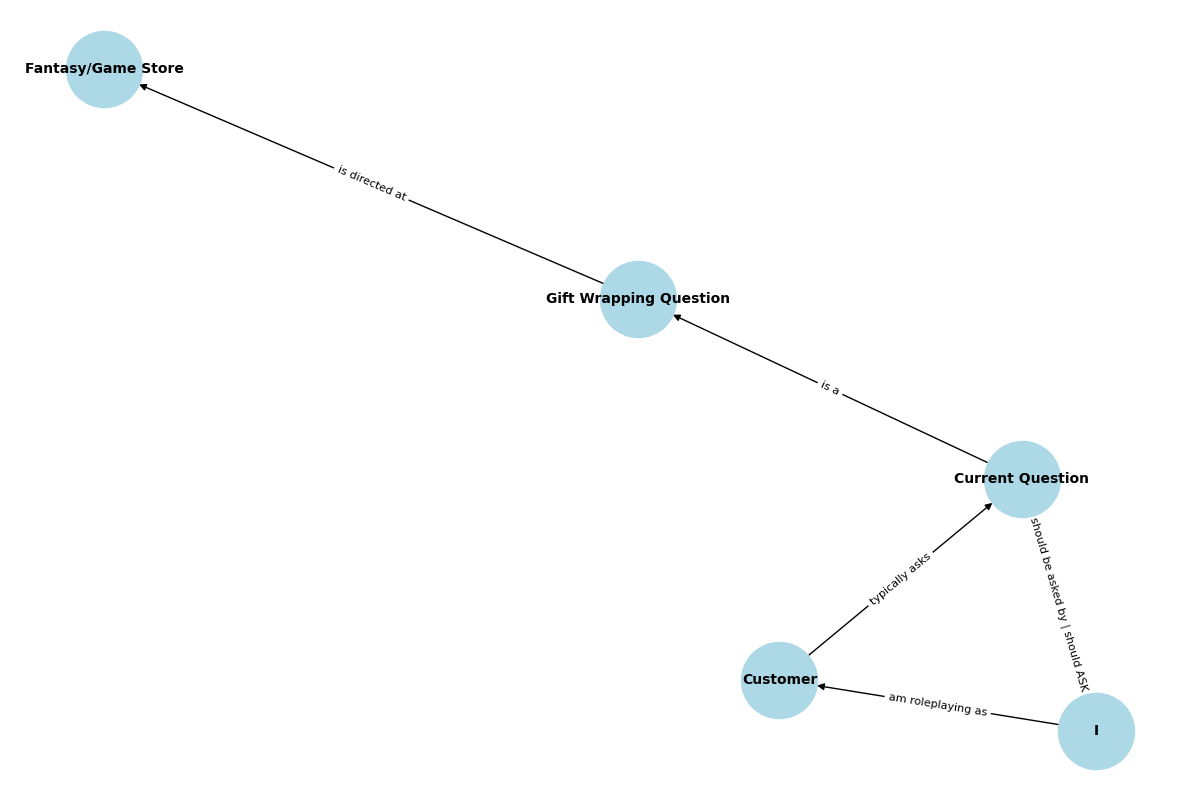 Fantasy/Game Store
is directed at
Gift Wrapping Question
is a
Current Question
should be asked by | should ASK
typically asks
Customer
am roleplaying as
I